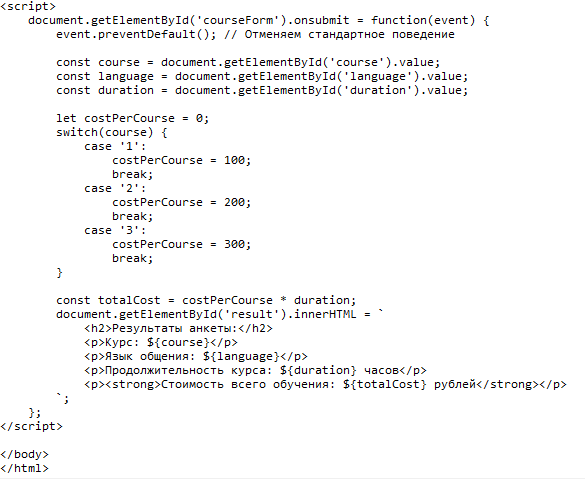 <script>
    document.getElementById('courseForm').onsubmit = function(event) {
        event.preventDefault(); // Отменяем стандартное поведение

        const course = document.getElementById('course').value;
        const language = document.getElementById('language').value;
        const duration = document.getElementById('duration').value;

        let costPerCourse = 0;
        switch(course) {
            case '1':
                costPerCourse = 100;
                break;
            case '2':
                costPerCourse = 200;
                break;
            case '3':
                costPerCourse = 300;
                break;
        }

        const totalCost = costPerCourse * duration;
        document.getElementById('result').innerHTML = `
            <h2>Результаты анкеты:</h2>
            <p>Курс: ${course}</p>
            <p>Язык общения: ${language}</p>
            <p>Продолжительность курса: ${duration} часов</p>
            <p><strong>Стоимость всего обучения: ${totalCost} рублей</strong></p>
        `;
    };
</script>

</body>
</html>